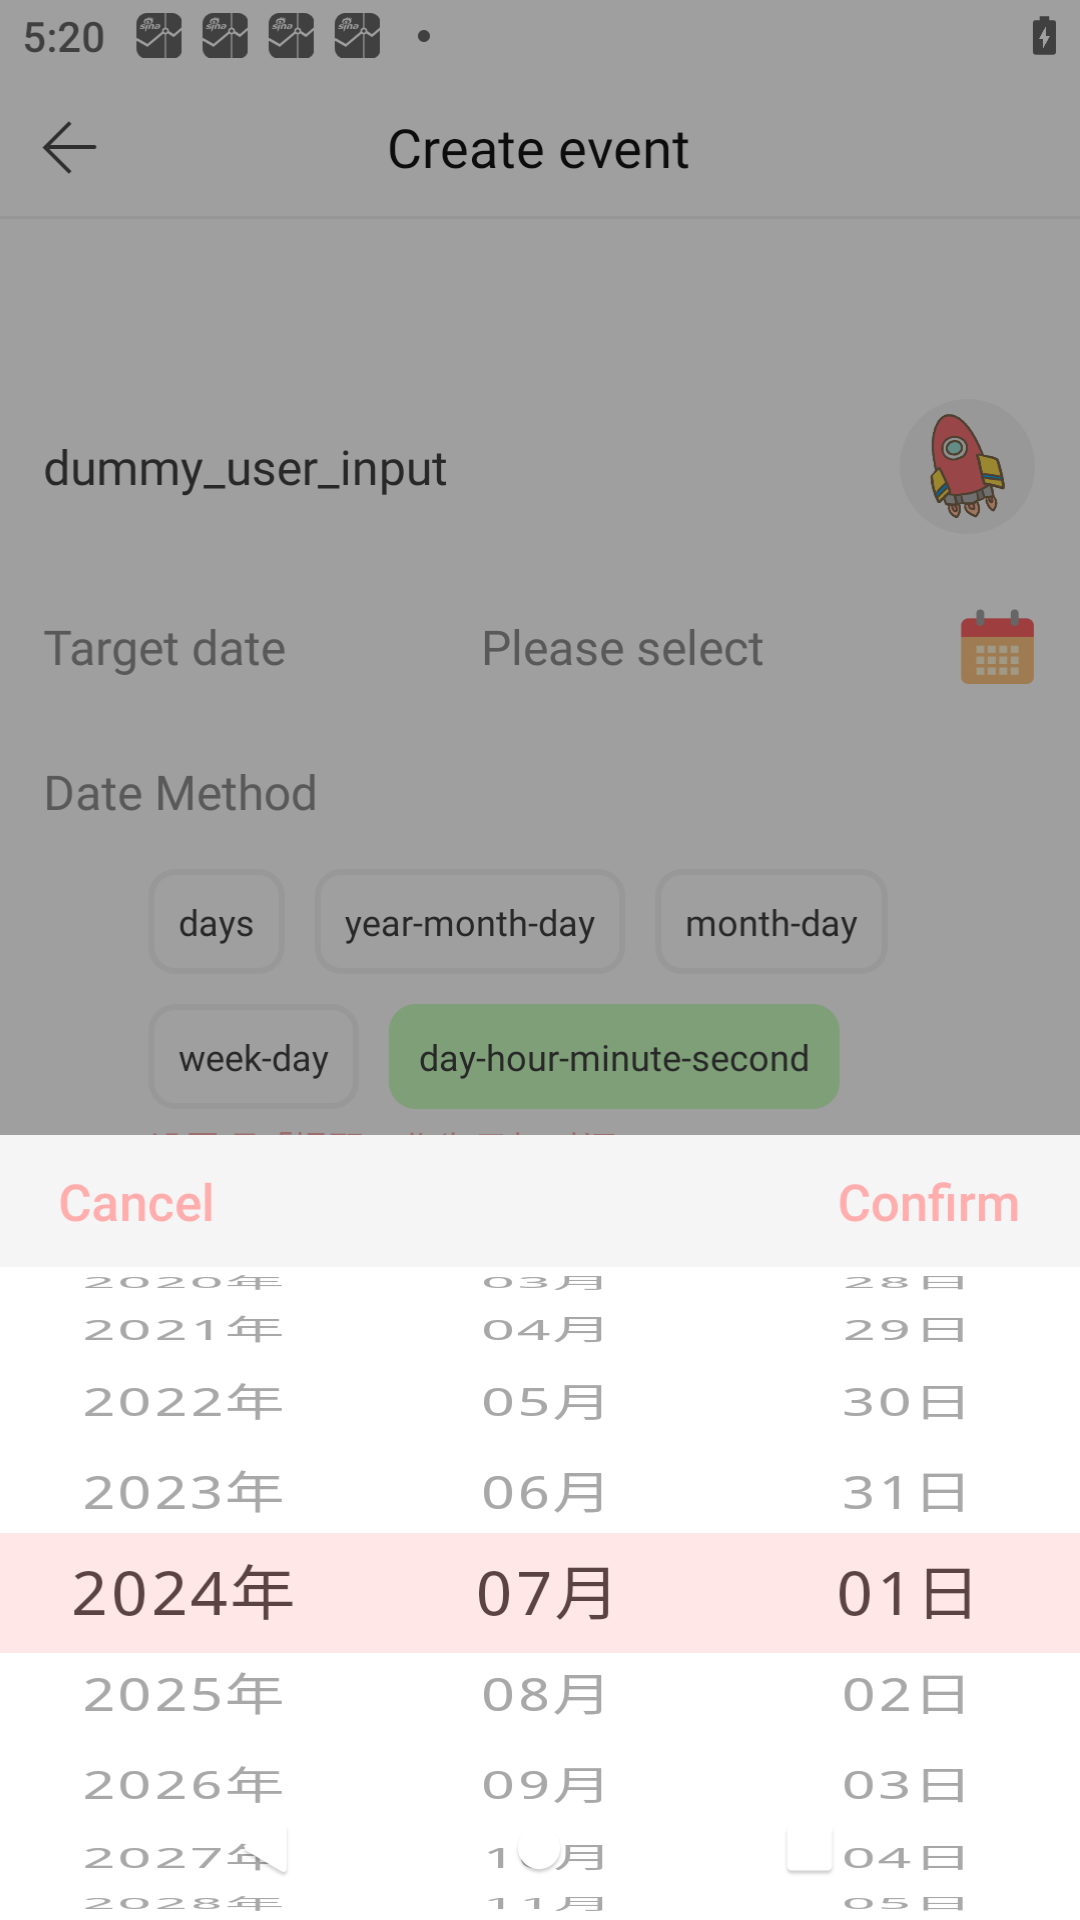 5:20
Create event
dummy_user_input
Target date Please select
Date Method
days year-month-day month-day
week-day day-hour-minute-second
Cancel Confirm
2020年 03月 28日
2021年 04月 29日
2022年 05月 30日
2023年 06月 31日
2024年 07月 01日
2025年 08月 02日
2026年 09月 03日
2027年 月 04日
2028年 11月 05日